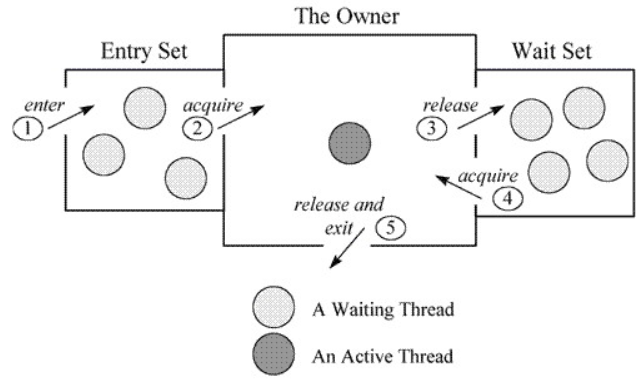 The Owner
Entry Set
Wait Set
enter
1
acquire
2
release
3
acquire
4
release and
exit
5
A Waiting Thread
An Active Thread